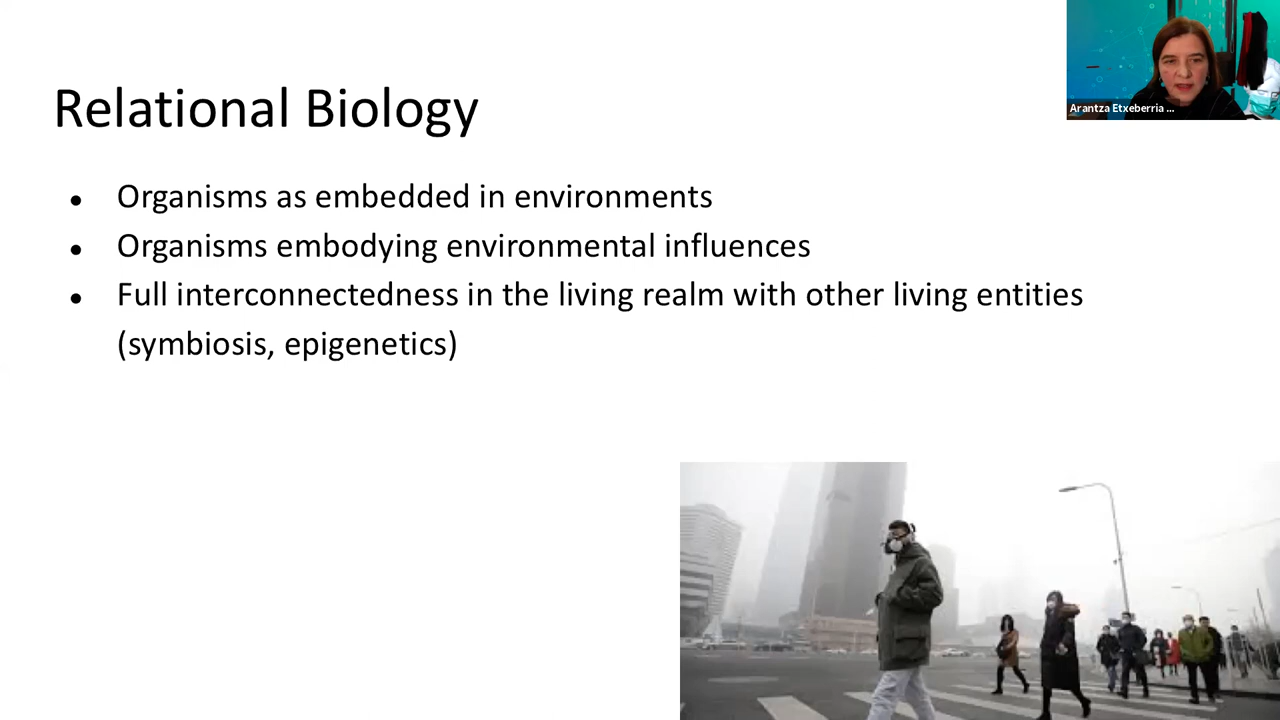 Arantza Etxeberria ...
Relational Biology
• Organisms as embedded in environments
• Organisms embodying environmental influences
• Full interconnectedness in the living realm with other living entities
(symbiosis, epigenetics)